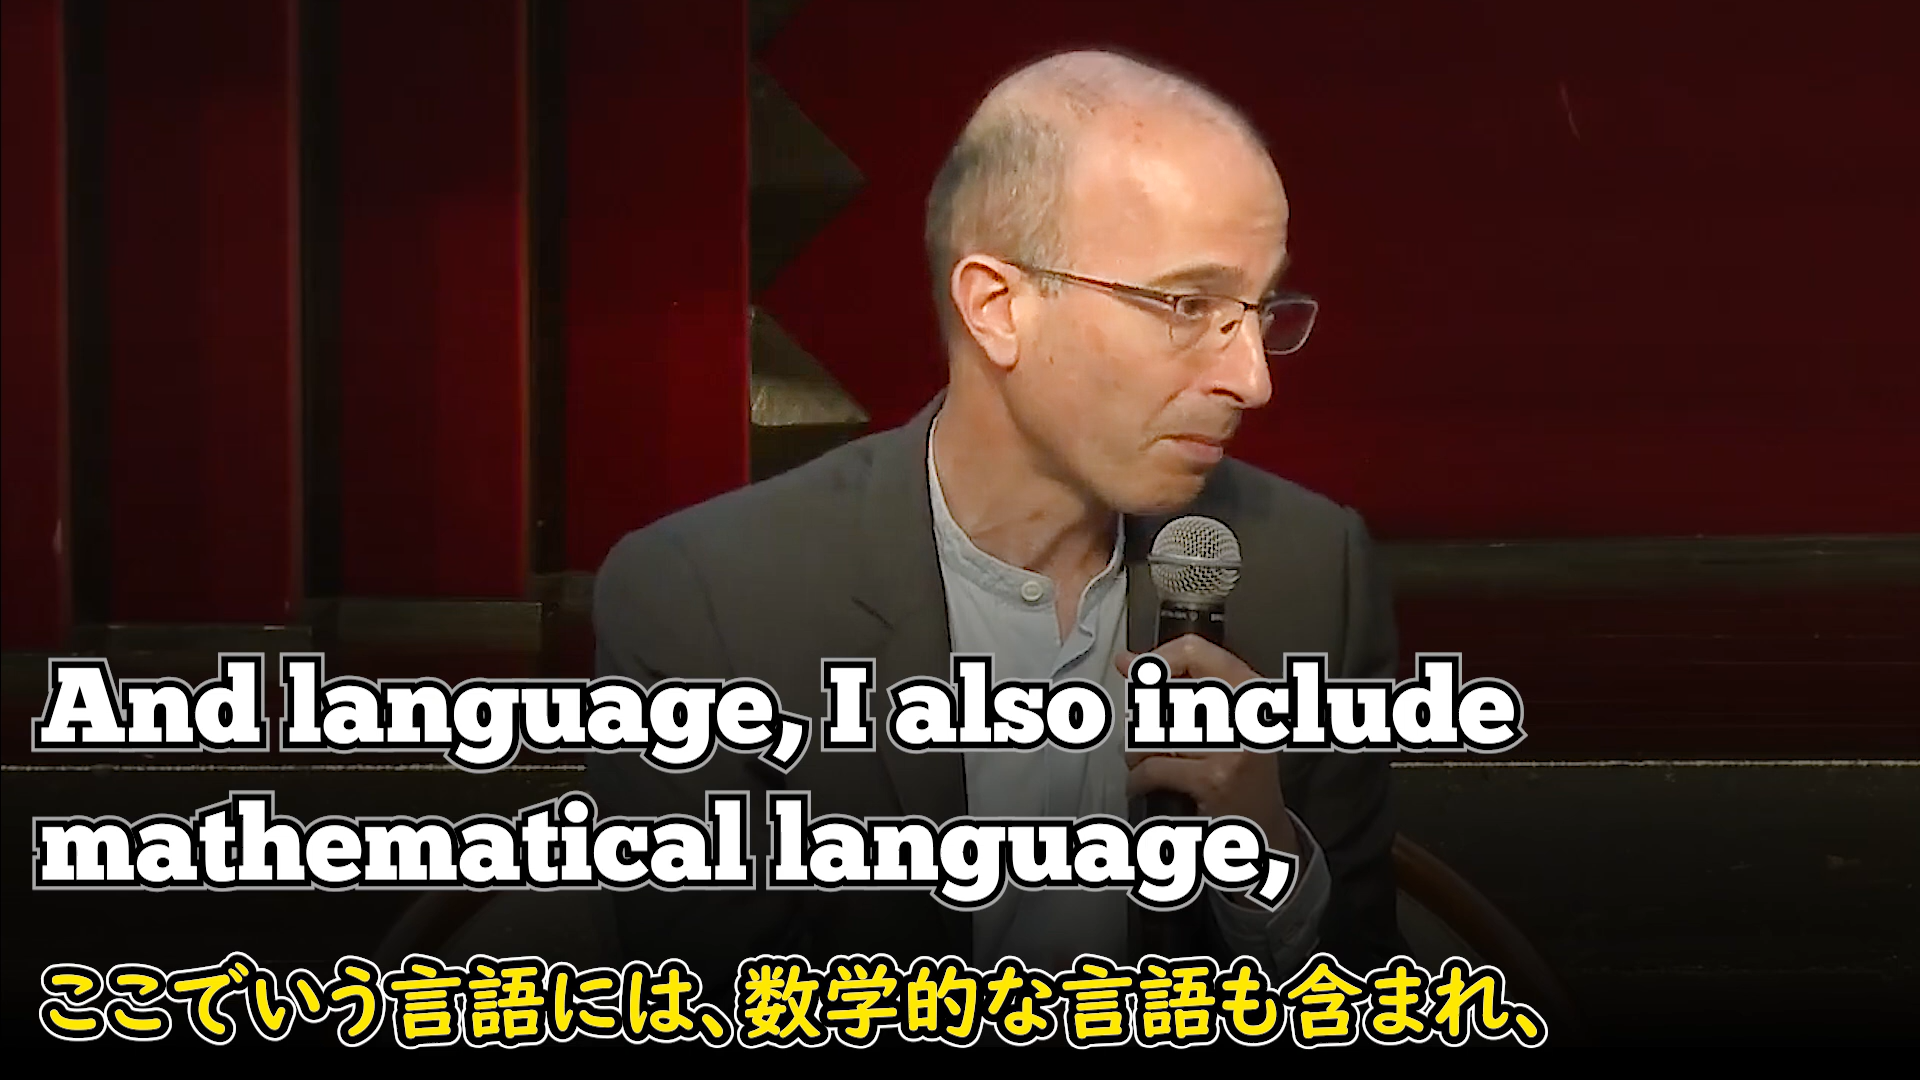 And language, I also include
mathematical language,
ここでいう言語には、数学的な言語も含まれ、